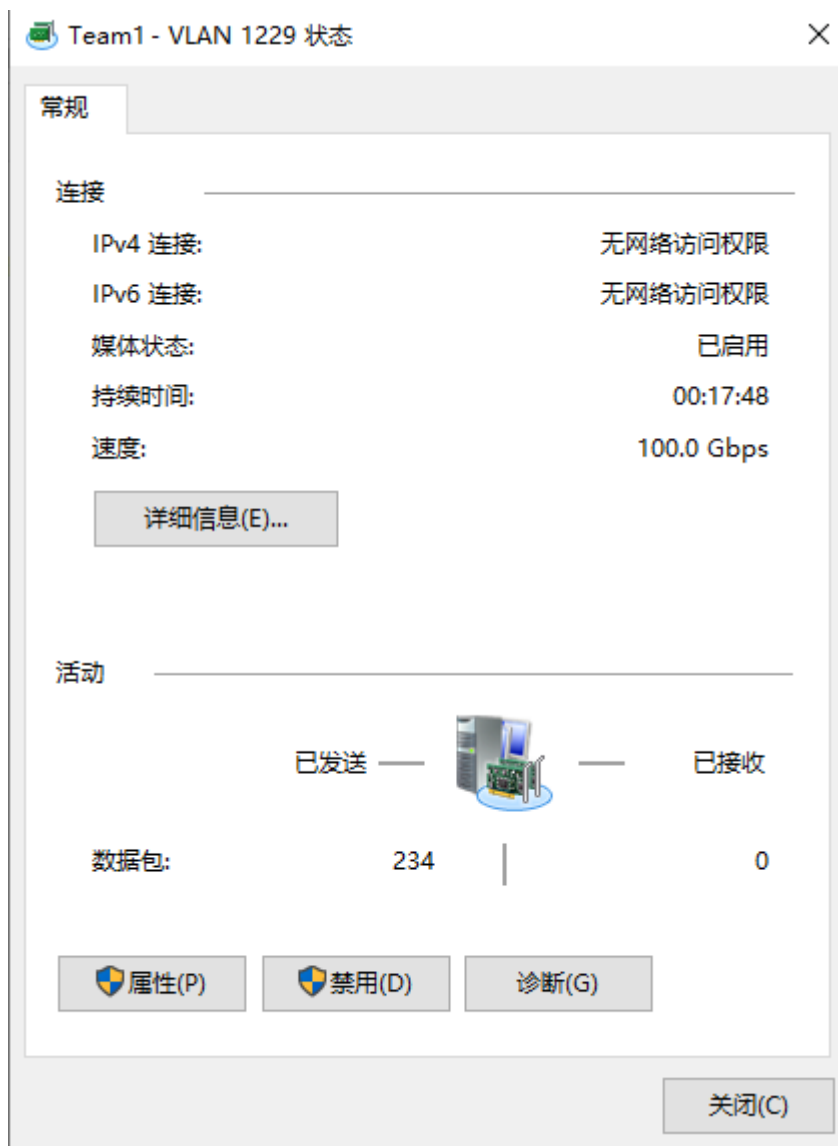 Team1 - VLAN 1229 状态
常规
连接
IPv4 连接: 无网络访问权限
IPv6 连接: 无网络访问权限
媒体状态: 已启用
持续时间: 00:17:48
速度: 100.0 Gbps
详细信息(E)...
活动
已发送 已接收
数据包: 234 0
属性(P) 禁用(D) 诊断(G)
关闭(C)